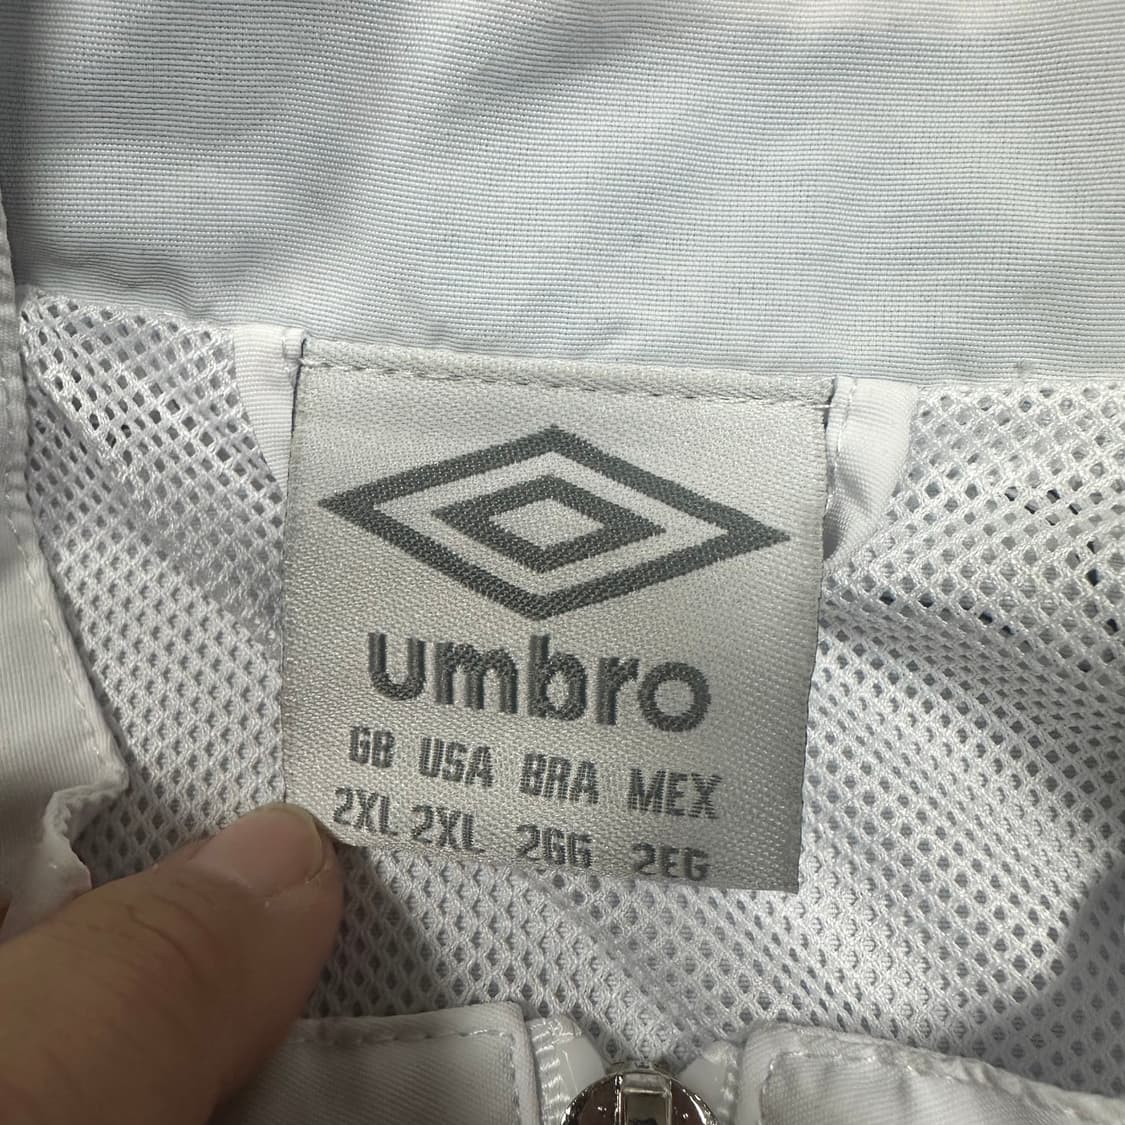 umbro
GB USA BRA MEX
2XL 2XL 2GG 2EG